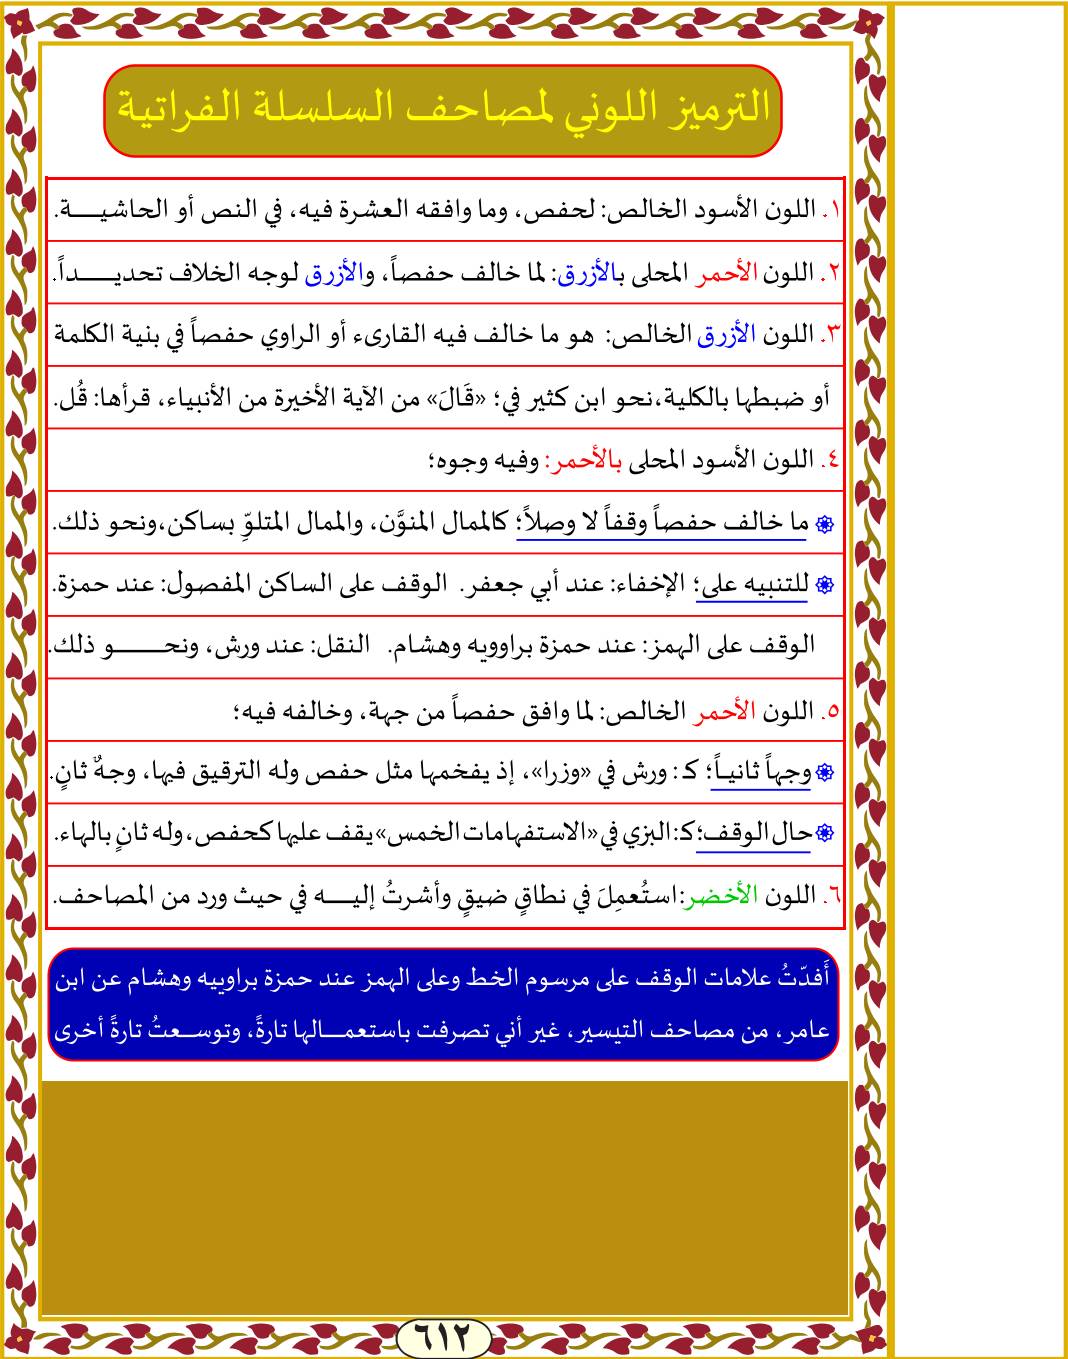 الترميز اللوني لمصاحف السلسلة الفراتية
١. اللون الأسود الخالص: لحفص، وما وافقه العشرة فيه، في النص أو الحاشيـــة.
٢. اللون الأحمر المحلى بالأزرق: لما خالف حفصاً، والأزرق لوجه الخلاف تحديـــداً.
٣. اللون الأزرق الخالص: هو ما خالف فيه القارىء أو الراوي حفصاً في بنية الكلمة
أو ضبطها بالكلية،نحو ابن كثير في؛ «قَالَ» من الآية الأخيرة من الأنبياء، قرأها: قُل.
٤. اللون الأسود المحلى بالأحمر: وفيه وجوه؛
ما خالف حفصاً وقفاً لا وصلاً؛ كالممال المنوَّن، والممال المتلوِّ بساكن،ونحو ذلك.
للتنبيه على؛ الإخفاء: عند أبي جعفر. الوقف على الساكن المفصول: عند حمزة.
الوقف على الهمز: عند حمزة براوويه وهشام. النقل: عند ورش، ونحـــو ذلك.
٥. اللون الأحمر الخالص: لما وافق حفصاً من جهة، وخالفه فيه؛
وجهاً ثانيـاً؛ كـ: ورش في «وزرا»، إذ يفخمها مثل حفص وله الترقيق فيها، وجهٌ ثانٍ.
حال الوقف؛كـ:البزي في«الاستفهامات الخمس»يقف عليها كحفص،وله ثانٍ بالهاء.
٦. اللون الأخضر:استُعمِلَ في نطاقٍ ضيقٍ وأشرتُ إليـــه في حيث ورد من المصاحف.
أَفدّتُ علامات الوقف على مرسوم الخط وعلى الهمز عند حمزة براوييه وهشام عن ابن
عامر، من مصاحف التيسير، غير أني تصرفت باستعمـــالها تارةً، وتوســعتُ تارةً أخرى
٦١٢